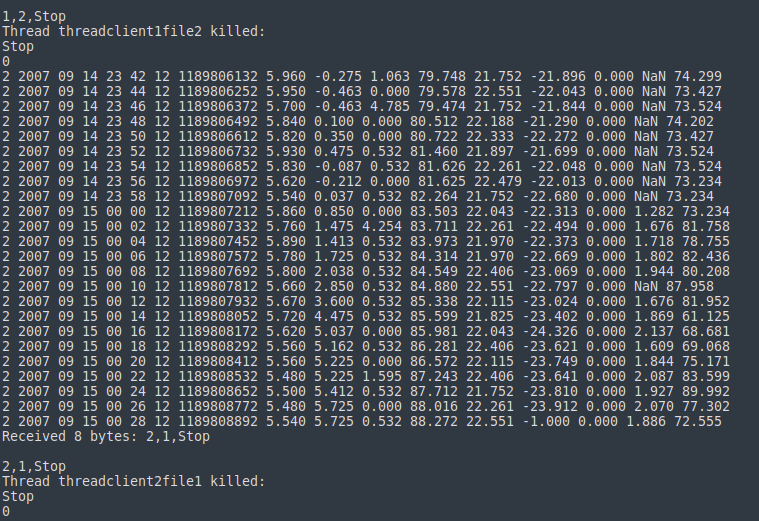 1,2,Stop
Thread threadclient1file2 killed:
Stop
0
2 2007 09 14 23 42 12 1189806132 5.960 -0.275 1.063 79.748 21.752 -21.896 0.000 NaN 74.299
2 2007 09 14 23 44 12 1189806252 5.950 -0.463 0.000 79.578 22.551 -22.043 0.000 NaN 73.427
2 2007 09 14 23 46 12 1189806372 5.700 -0.463 4.785 79.474 21.752 -21.844 0.000 NaN 73.524
2 2007 09 14 23 48 12 1189806492 5.840 0.100 0.000 80.512 22.188 -21.290 0.000 NaN 74.202
2 2007 09 14 23 50 12 1189806612 5.820 0.350 0.000 80.722 22.333 -22.272 0.000 NaN 73.427
2 2007 09 14 23 52 12 1189806732 5.930 0.475 0.532 81.460 21.897 -21.699 0.000 NaN 73.524
2 2007 09 14 23 54 12 1189806852 5.830 -0.087 0.532 81.626 22.261 -22.048 0.000 NaN 73.524
2 2007 09 14 23 56 12 1189806972 5.620 -0.212 0.000 81.625 22.479 -22.013 0.000 NaN 73.234
2 2007 09 14 23 58 12 1189807092 5.540 0.037 0.532 82.264 21.752 -22.680 0.000 NaN 73.234
2 2007 09 15 00 00 12 1189807212 5.860 0.850 0.000 83.503 22.043 -22.313 0.000 1.282 73.234
2 2007 09 15 00 02 12 1189807332 5.760 1.475 4.254 83.711 22.261 -22.494 0.000 1.676 81.758
2 2007 09 15 00 04 12 1189807452 5.890 1.413 0.532 83.973 21.970 -22.373 0.000 1.718 78.755
2 2007 09 15 00 06 12 1189807572 5.780 1.725 0.532 84.314 21.970 -22.669 0.000 1.802 82.436
2 2007 09 15 00 08 12 1189807692 5.800 2.038 0.532 84.549 22.406 -23.069 0.000 1.944 80.208
2 2007 09 15 00 10 12 1189807812 5.660 2.850 0.532 84.880 22.551 -22.797 0.000 NaN 87.958
2 2007 09 15 00 12 12 1189807932 5.670 3.600 0.532 85.338 22.115 -23.024 0.000 1.676 81.952
2 2007 09 15 00 14 12 1189808052 5.720 4.475 0.532 85.599 21.825 -23.402 0.000 1.869 61.125
2 2007 09 15 00 16 12 1189808172 5.620 5.037 0.000 85.981 22.043 -24.326 0.000 2.137 68.681
2 2007 09 15 00 18 12 1189808292 5.560 5.162 0.532 86.281 22.406 -23.621 0.000 1.609 69.068
2 2007 09 15 00 20 12 1189808412 5.560 5.225 0.000 86.572 22.115 -23.749 0.000 1.844 75.171
2 2007 09 15 00 22 12 1189808532 5.480 5.225 1.595 87.243 22.406 -23.641 0.000 2.087 83.599
2 2007 09 15 00 24 12 1189808652 5.500 5.412 0.532 87.712 21.752 -23.810 0.000 1.927 89.992
2 2007 09 15 00 26 12 1189808772 5.480 5.725 0.000 88.016 22.261 -23.912 0.000 2.070 77.302
2 2007 09 15 00 28 12 1189808892 5.540 5.725 0.532 88.272 22.551 -1.000 0.000 1.886 72.555
Received 8 bytes: 2,1,Stop
2,1,Stop
Thread threadclient2file1 killed:
Stop
0